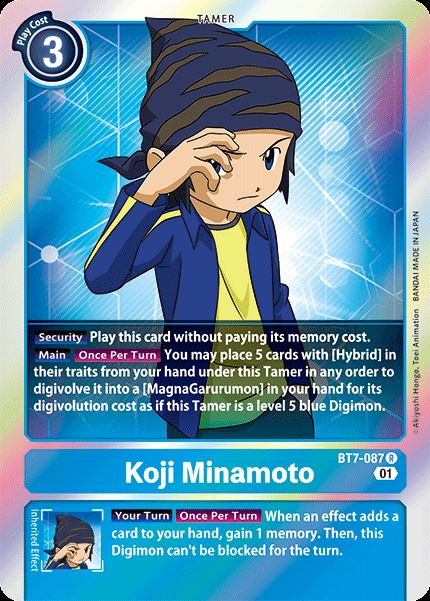 TAMER
Play Cost
3
Security Play this card without paying its memory cost.
Main Once Per Turn You may place 5 cards with [Hybrid] in
their traits from your hand under this Tamer in any order to
digivolve it into a [MagnaGarurumon] in your hand for its
digivolution cost as if this Tamer is a level 5 blue Digimon.
©Akiyoshi Hongo, Toei Animation BANDAI MADE IN JAPAN
BT7-087 R
Koji Minamoto
01
Inherited Effect
Your Turn Once Per Turn When an effect adds a
card to your hand, gain 1 memory. Then, this
Digimon can't be blocked for the turn.